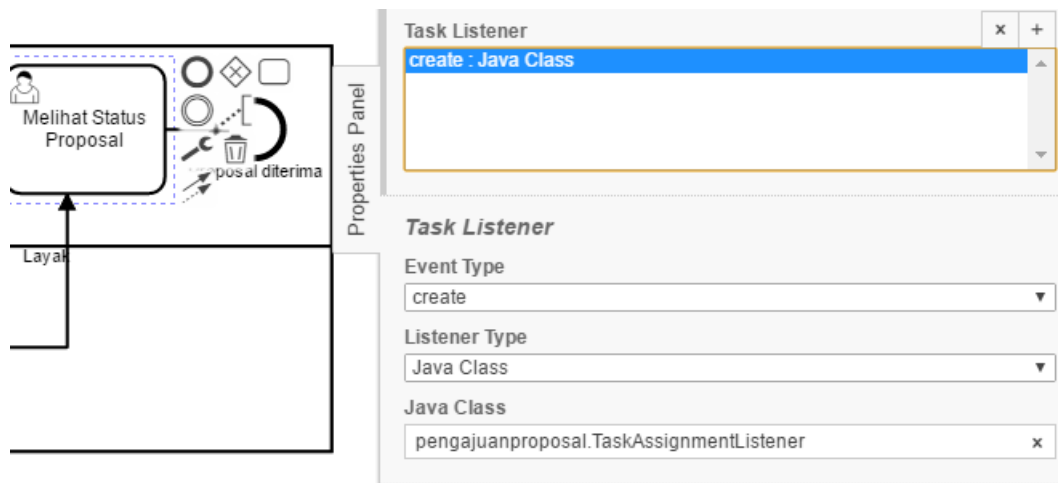 Melihat Status
Proposal
posal diterima
Layak
Properties Panel
Task Listener
x +
create : Java Class
Task Listener
Event Type
create
Listener Type
Java Class
Java Class
pengajuanproposal.TaskAssignmentListener
x